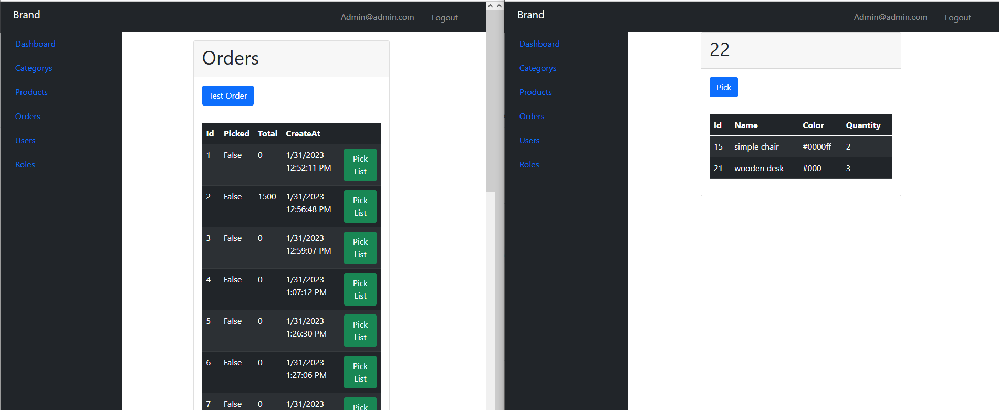 Brand
Admin@admin.com Logout
Dashboard
Categorys
Products
Orders
Users
Roles
Orders
Test Order
Id Picked Total CreateAt
1 False 0 1/31/2023 12:52:11 PM Pick List
2 False 1500 1/31/2023 12:56:48 PM Pick List
3 False 0 1/31/2023 12:59:07 PM Pick List
4 False 0 1/31/2023 1:07:12 PM Pick List
5 False 0 1/31/2023 1:26:30 PM Pick List
6 False 0 1/31/2023 1:27:06 PM Pick List
7 False 0 1/31/2023 Pick
Brand
Admin@admin.com Logout
Dashboard
Categorys
Products
Orders
Users
Roles
22
Pick
Id Name Color Quantity
15 simple chair #0000ff 2
21 wooden desk #000 3